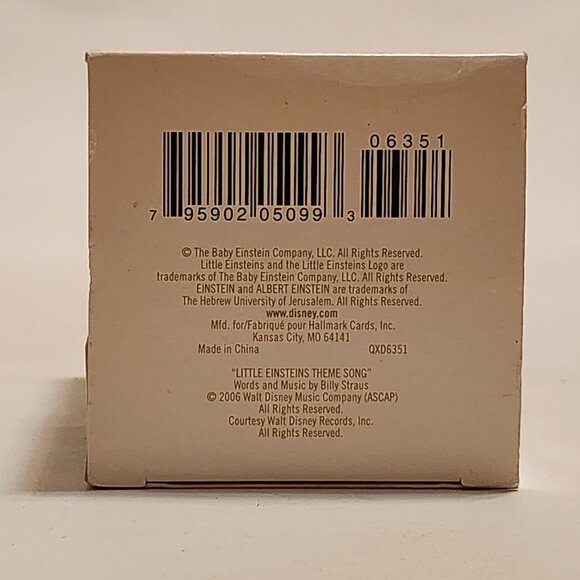 06351
7 95902 05099 3
© The Baby Einstein Company, LLC. All Rights Reserved.
Little Einsteins and the Little Einsteins Logo are
trademarks of The Baby Einstein Company, LLC. All Rights Reserved.
EINSTEIN and ALBERT EINSTEIN are trademarks of
The Hebrew University of Jerusalem. All Rights Reserved.
www.disney.com
Mfd. for/Fabriqué pour Hallmark Cards, Inc.
Kansas City, MO 64141
Made in China QXD6351
"LITTLE EINSTEINS THEME SONG"
Words and Music by Billy Straus
© 2006 Walt Disney Music Company (ASCAP)
All Rights Reserved.
Courtesy Walt Disney Records, Inc.
All Rights Reserved.